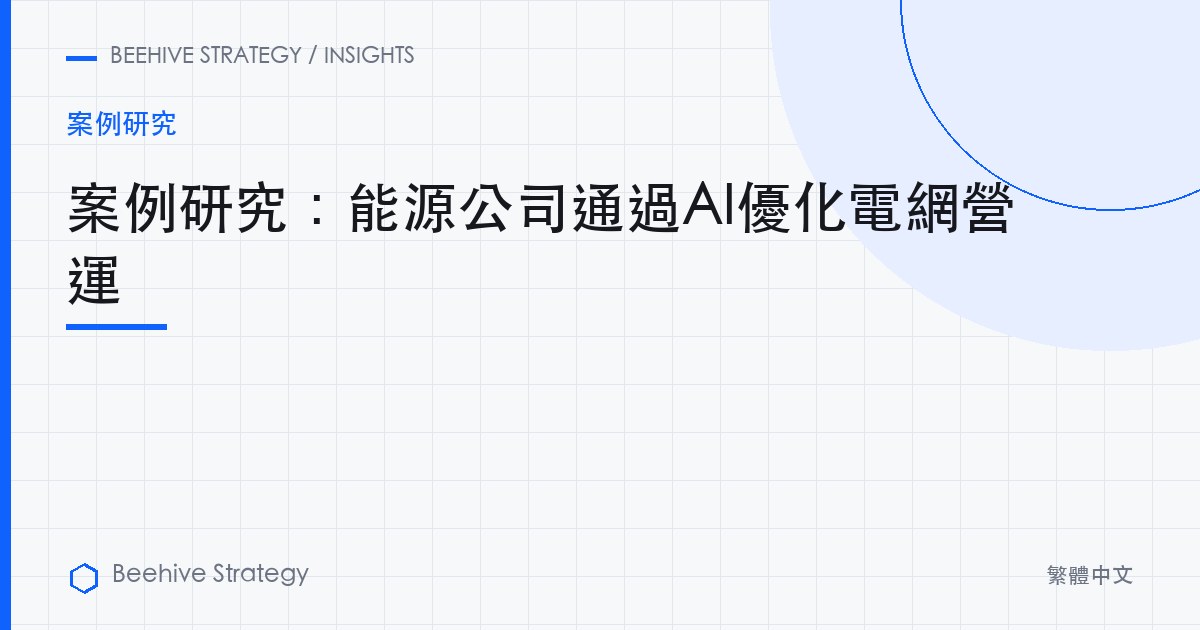 BEEHIVE STRATEGY / INSIGHTS
案例研究
案例研究：能源公司通過AI優化電網營
運
Beehive Strategy
繁體中文